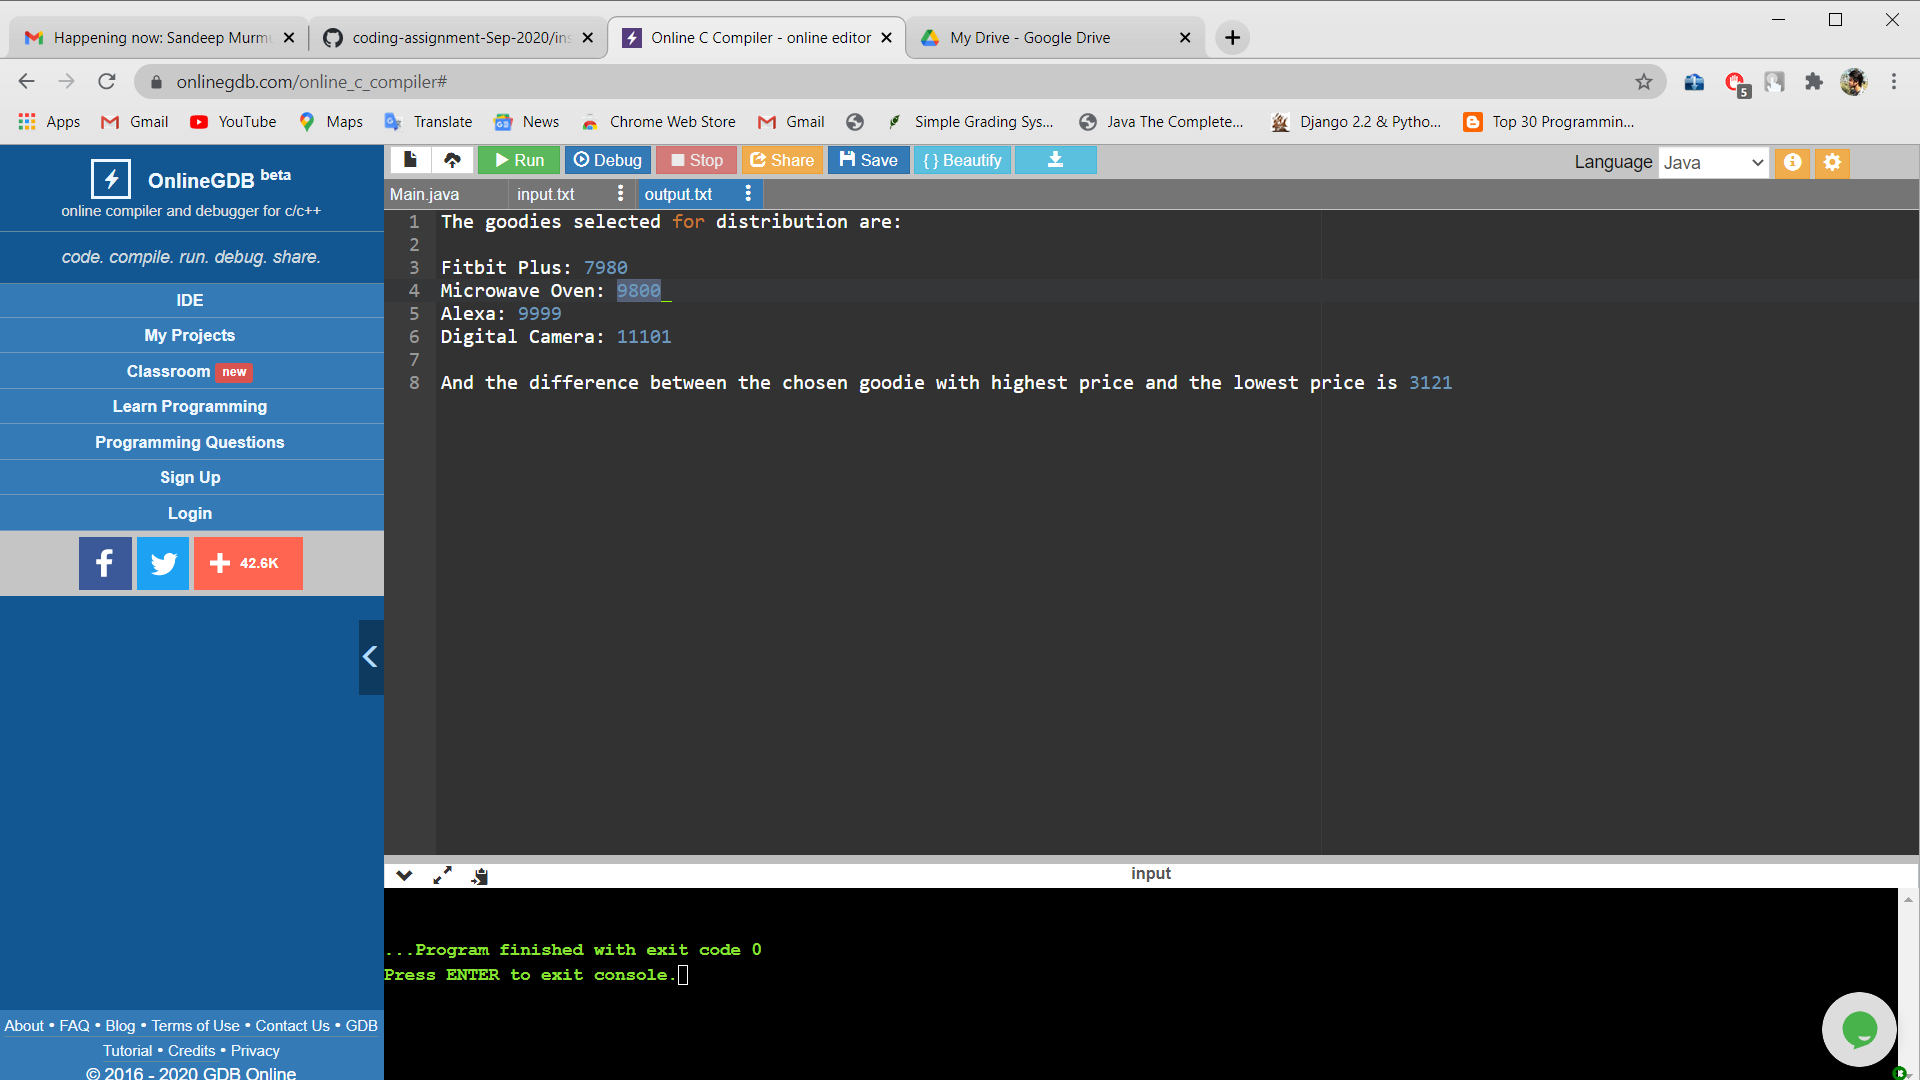 Happening now: Sandeep Murm
coding-assignment-Sep-2020/ins
Online C Compiler - online editor
My Drive - Google Drive
onlinegdb.com/online_c_compiler#
5
Apps
Gmail
YouTube
Maps
Translate
News
Chrome Web Store
Gmail
Simple Grading Sys...
Java The Complete...
Django 2.2 & Pytho...
Top 30 Programmin...
OnlineGDB beta
online compiler and debugger for c/c++
code. compile. run. debug. share.
IDE
My Projects
Classroom new
Learn Programming
Programming Questions
Sign Up
Login
42.6K
About • FAQ • Blog • Terms of Use • Contact Us • GDB
Tutorial • Credits • Privacy
© 2016 - 2020 GDB Online
Run
Debug
Stop
Share
Save
{ } Beautify
Language Java
Main.java
input.txt
output.txt
1 The goodies selected for distribution are:
2
3 Fitbit Plus: 7980
4 Microwave Oven: 9800
5 Alexa: 9999
6 Digital Camera: 11101
7
8 And the difference between the chosen goodie with highest price and the lowest price is 3121
input
...Program finished with exit code 0
Press ENTER to exit console.